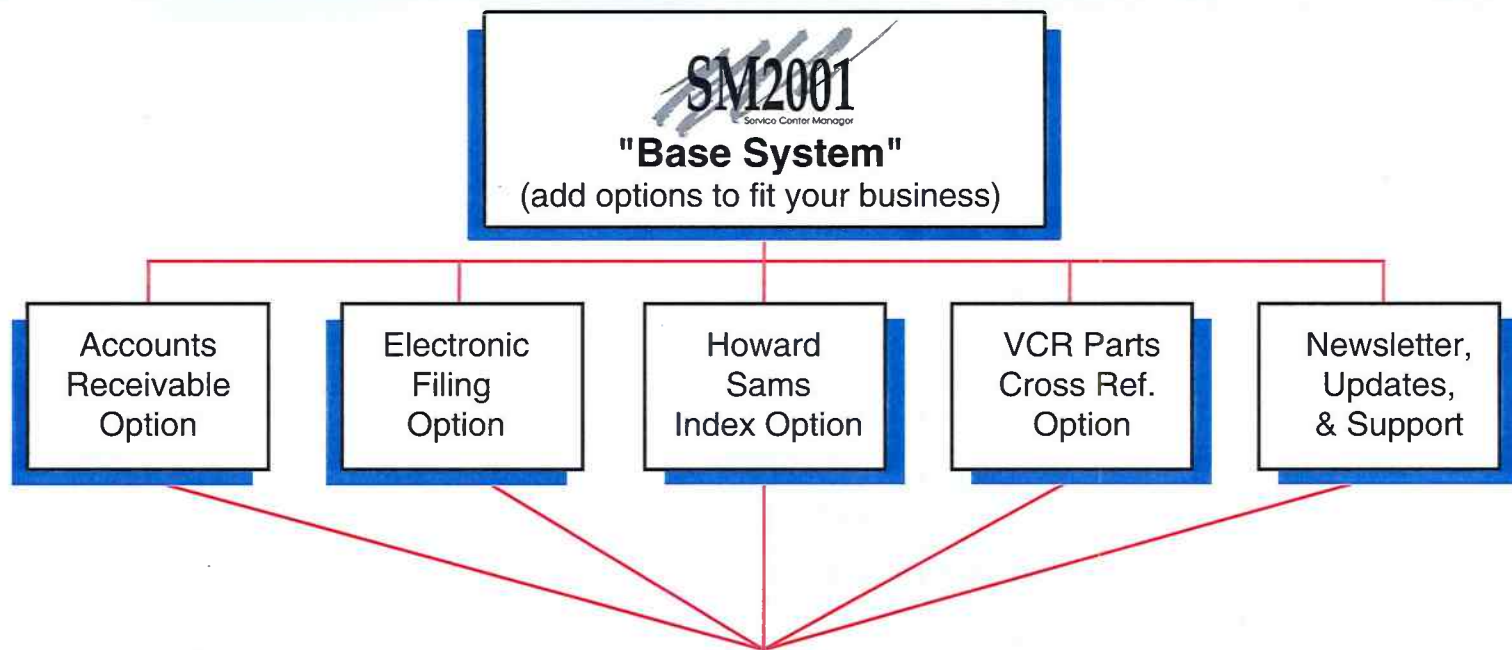 SM2001
Service Center Manager
"Base System"
(add options to fit your business)
Accounts
Receivable
Option
Electronic
Filing
Option
Howard
Sams
Index Option
VCR Parts
Cross Ref.
Option
Newsletter,
Updates,
& Support